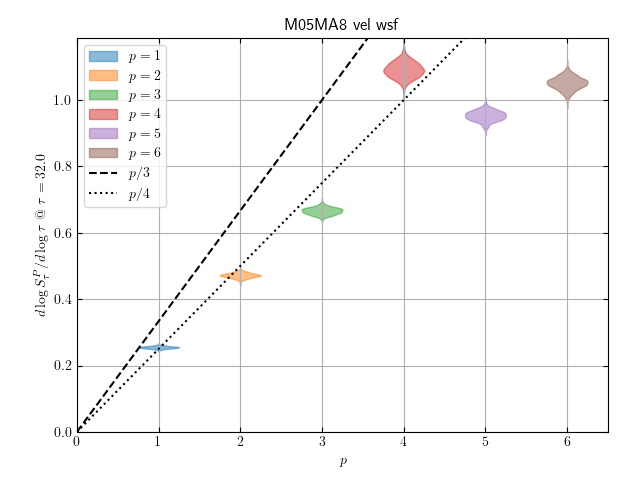 M05MA8 vel wsf
p = 1
p = 2
p = 3
p = 4
p = 5
p = 6
p/3
p/4
d log S_τ^P / d log τ @ τ = 32.0
1.0
0.8
0.6
0.4
0.2
0.0
0 1 2 3 4 5 6
p